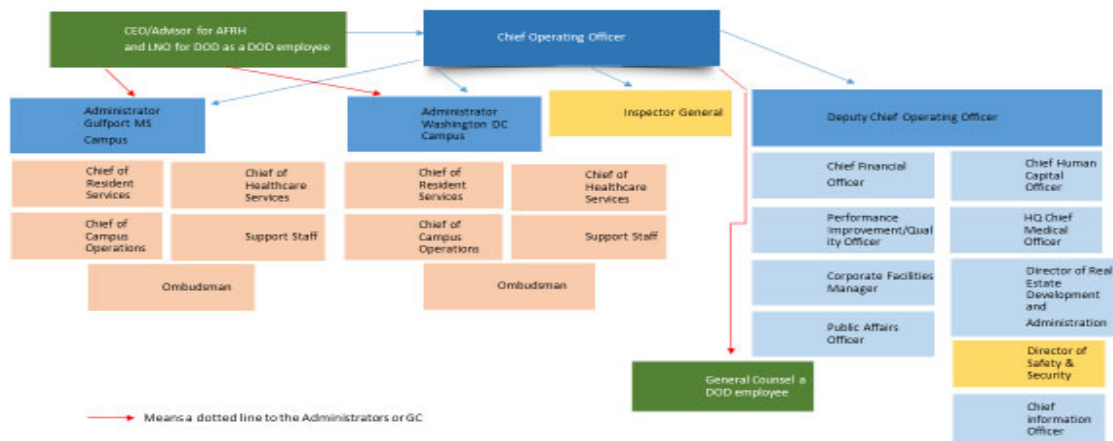 CEO/Advisor for AFRH
and LNO for DOD as a DOD employee
Chief Operating Officer
Administrator
Gulfport MS
Campus
Administrator
Washington DC
Campus
Inspector General
Deputy Chief Operating Officer
Chief of
Resident
Services
Chief of
Healthcare
Services
Chief of
Resident
Services
Chief of
Healthcare
Services
Chief Financial
Officer
Chief Human
Capital
Officer
Chief of
Campus
Operations
Support Staff
Chief of
Campus
Operations
Support Staff
Performance
Improvement/Qual
ity Officer
HQ Chief
Medical
Officer
Ombudsman
Ombudsman
Corporate Facilities
Manager
Director of Real
Estate
Development
and
Administration
Public Affairs
Officer
General Counsel a
DOD employee
Director of
Safety &
Security
Chief
information
Officer
Means a dotted line to the Administrators or GC